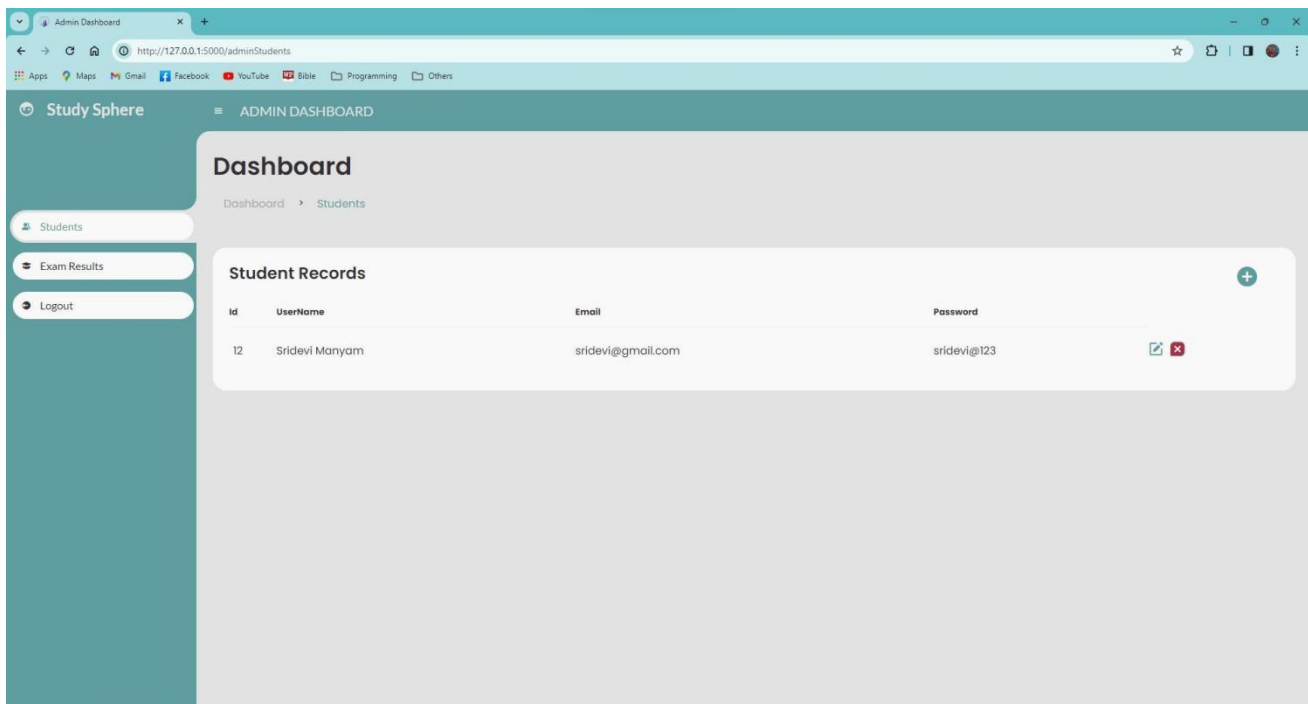 Admin Dashboard
http://127.0.0.1:5000/adminStudents
Apps Maps Gmail Facebook YouTube Bible Programming Others
Study Sphere
ADMIN DASHBOARD
Dashboard
Dashboard > Students
Students
Exam Results
Logout
Student Records
Id UserName Email Password
12 Sridevi Manyam sridevi@gmail.com sridevi@123